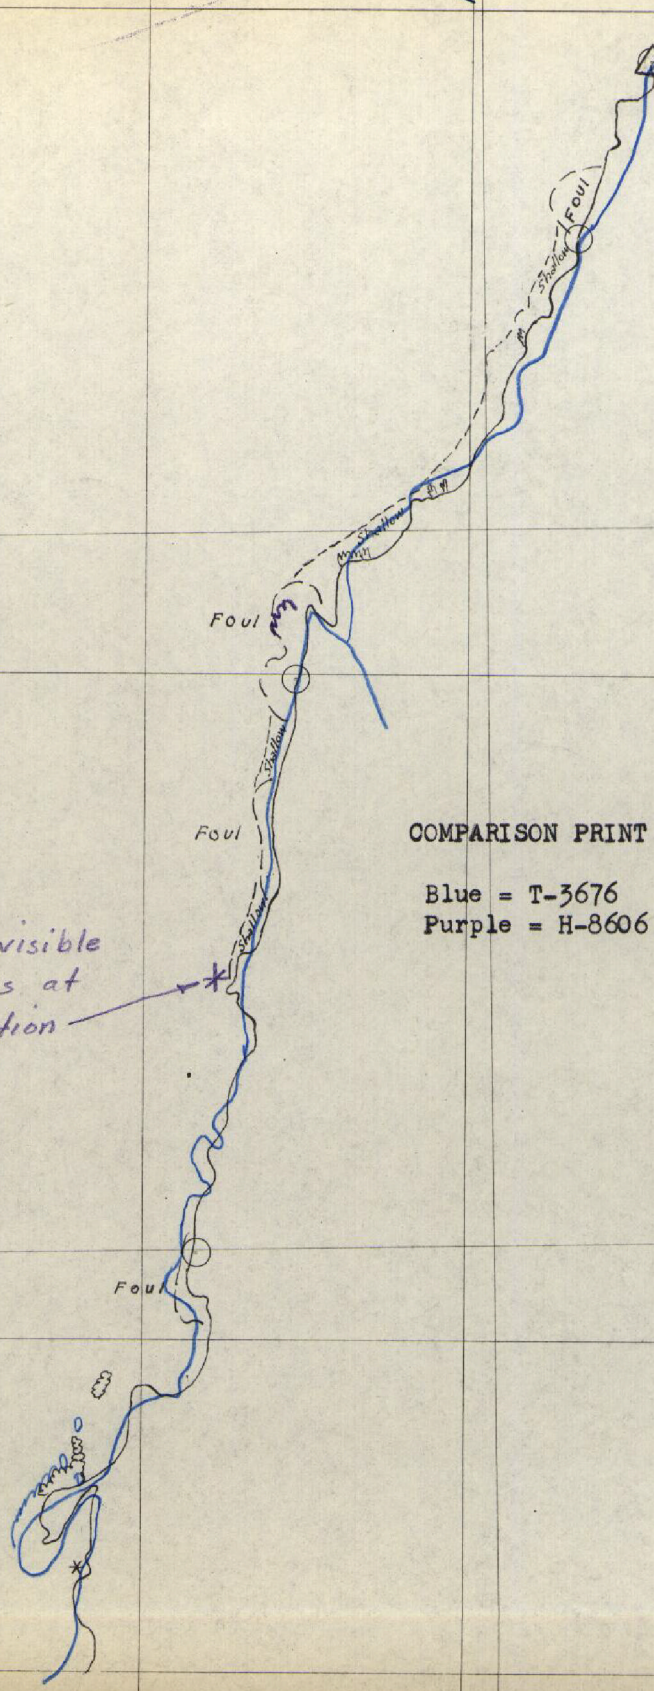 Foul
Shallow
Shallow
Foul
Shallow
Foul
COMPARISON PRINT
Blue = T-3676
Purple = H-8606
Shallow
visible
s at
tion
Foul